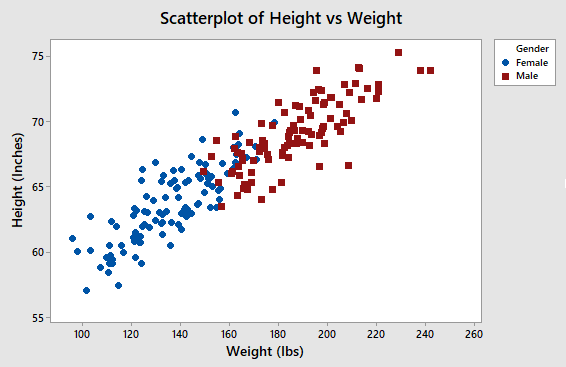 Scatterplot of Height vs Weight
Gender
Female
Male
75
70
65
60
55
Height (Inches)
100 120 140 160 180 200 220 240 260
Weight (lbs)